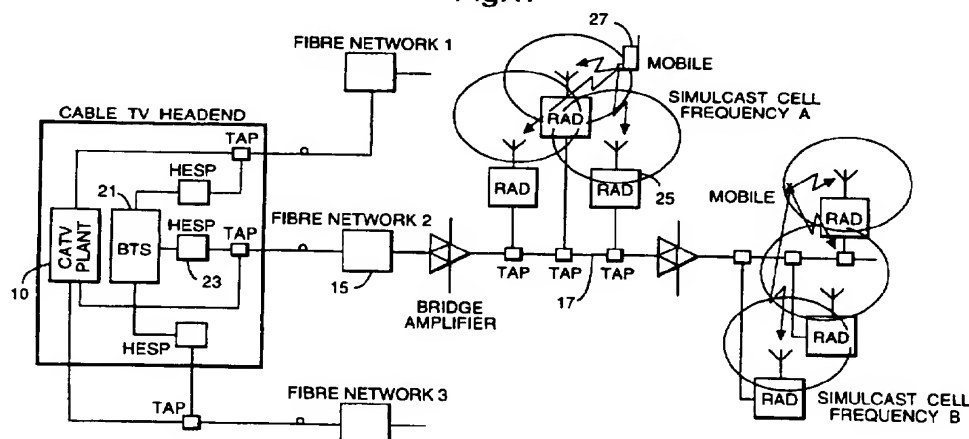 FIBRE NETWORK 1
27
MOBILE
SIMULCAST CELL
FREQUENCY A
CABLE TV HEADEND
TAP
HESP
21
RAD
RAD
RAD
25
MOBILE
RAD
CATV
PLANT
BTS
HESP
TAP
FIBRE NETWORK 2
10
23
15
TAP
TAP
17
TAP
BRIDGE
AMPLIFIER
HESP
RAD
RAD
TAP
FIBRE NETWORK 3
SIMULCAST CELL
FREQUENCY B